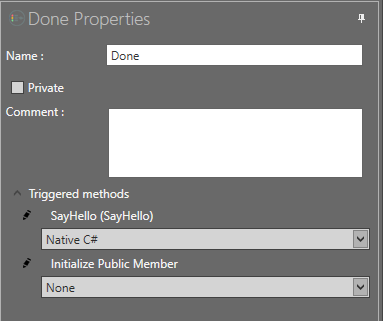 Done Properties
Name : Done
Private
Comment :
Triggered methods
SayHello (SayHello)
Native C#
Initialize Public Member
None